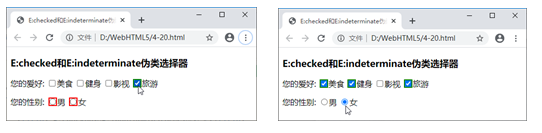 E:checked和E:indeterminate伪
文件 | D:/WebHTML5/4-20.html
E:checked和E:indeterminate伪类选择器
您的爱好: 美食 健身 影视 旅游
您的性别: 男 女
E:checked和E:indeterminate伪
文件 | D:/WebHTML5/4-20.html
E:checked和E:indeterminate伪类选择器
您的爱好: 美食 健身 影视 旅游
您的性别: 男 女